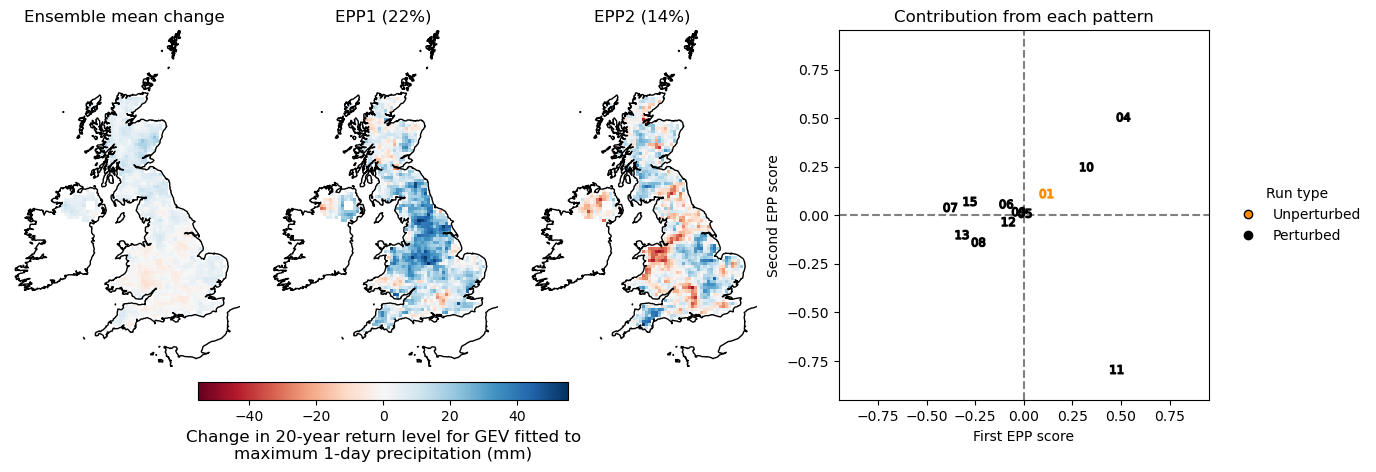 Ensemble mean change
EPP1 (22%)
EPP2 (14%)
Contribution from each pattern
Second EPP score
0.75
0.50
0.25
0.00
−0.25
−0.50
−0.75
04
10
01
15
07
06
05
12
13
08
11
−0.75
−0.50
−0.25
0.00
0.25
0.50
0.75
First EPP score
Run type
Unperturbed
Perturbed
−40
−20
0
20
40
Change in 20-year return level for GEV fitted to
maximum 1-day precipitation (mm)